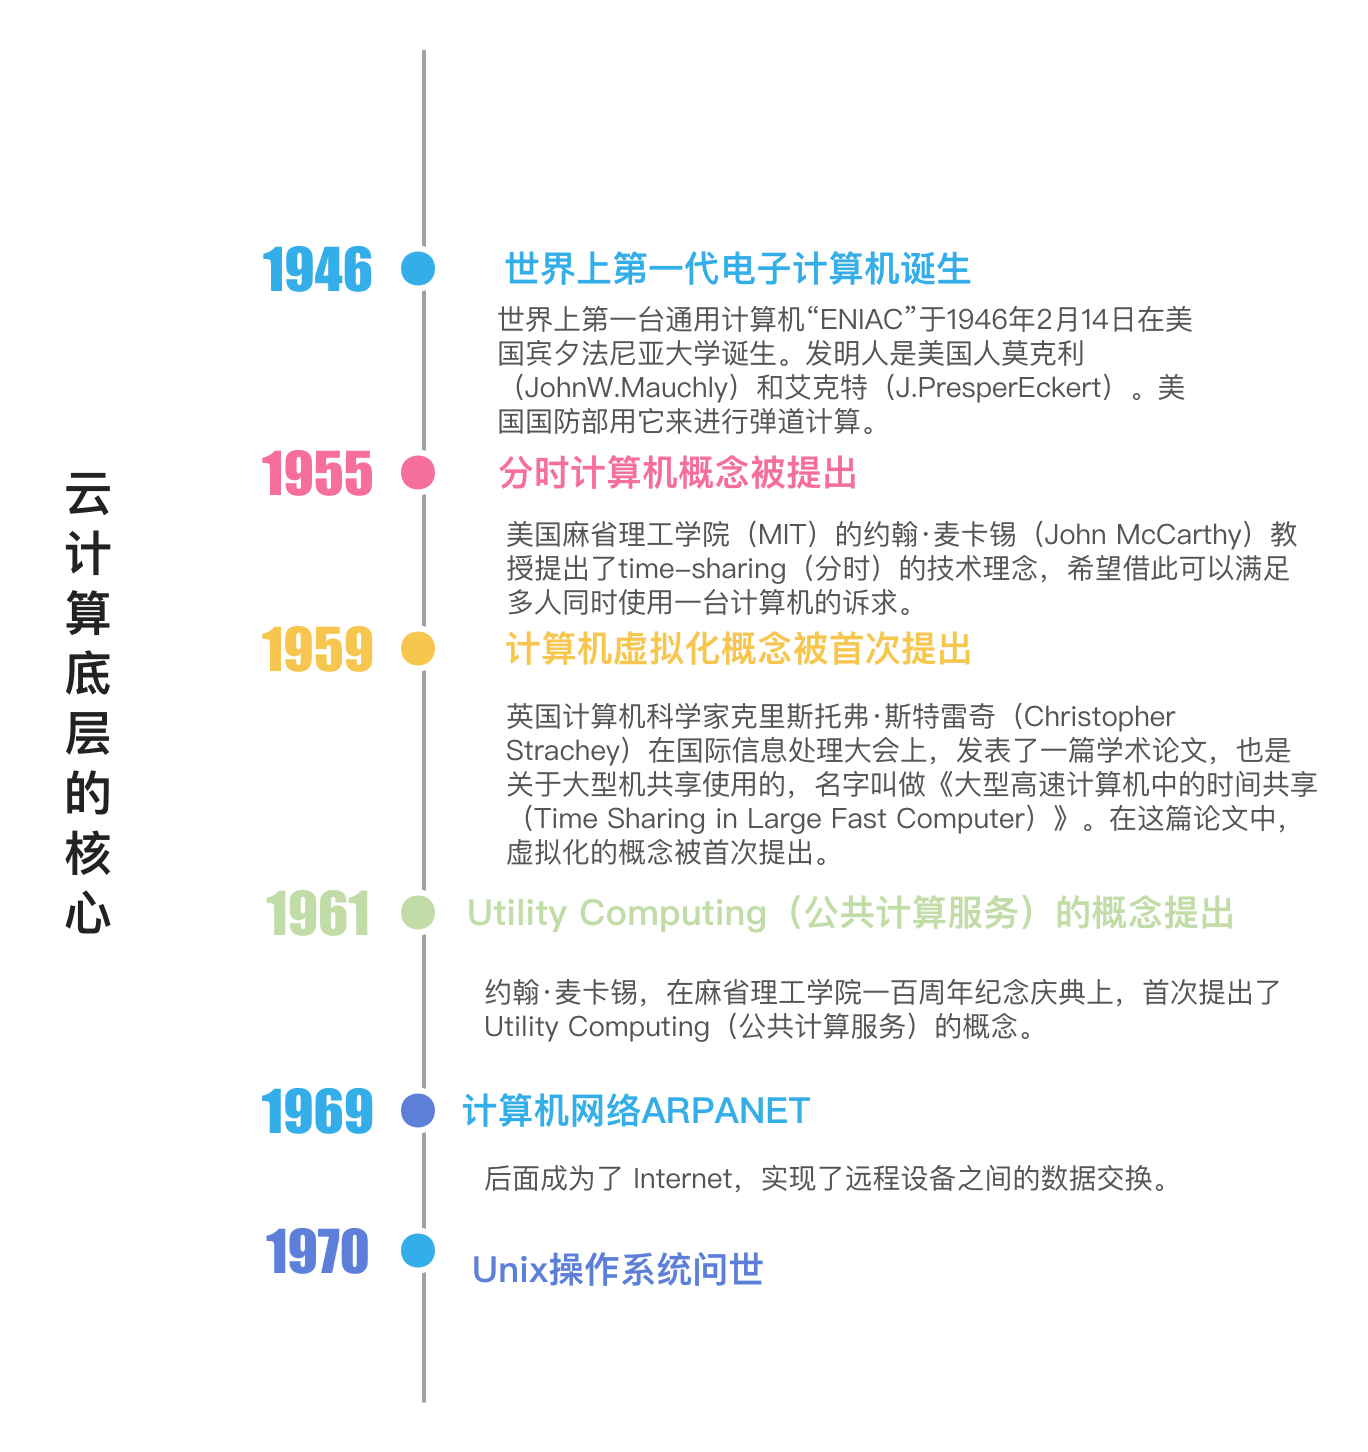 云计算底层的核心
1946
世界上第一代电子计算机诞生
世界上第一台通用计算机“ENIAC”于1946年2月14日在美
国宾夕法尼亚大学诞生。发明人是美国人莫克利
（JohnW.Mauchly）和艾克特（J.PresperEckert）。美
国国防部用它来进行弹道计算。
1955
分时计算机概念被提出
美国麻省理工学院（MIT）的约翰·麦卡锡（John McCarthy）教
授提出了time-sharing（分时）的技术理念，希望借此可以满足
多人同时使用一台计算机的诉求。
1959
计算机虚拟化概念被首次提出
英国计算机科学家克里斯托弗·斯特雷奇（Christopher
Strachey）在国际信息处理大会上，发表了一篇学术论文，也是
关于大型机共享使用的，名字叫做《大型高速计算机中的时间共享
（Time Sharing in Large Fast Computer）》。在这篇论文中，
虚拟化的概念被首次提出。
1961
Utility Computing（公共计算服务）的概念提出
约翰·麦卡锡，在麻省理工学院一百周年纪念庆典上，首次提出了
Utility Computing（公共计算服务）的概念。
1969
计算机网络ARPANET
后面成为了 Internet，实现了远程设备之间的数据交换。
1970
Unix操作系统问世